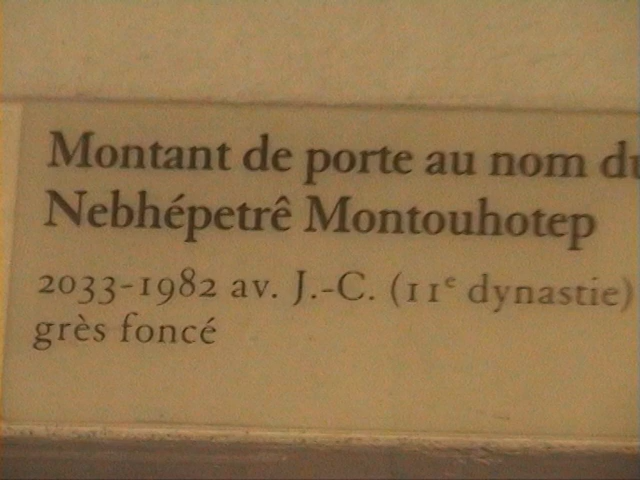 Montant de porte au nom du
Nebhépetrê Montouhotep
2033-1982 av. J.-C. (11e dynastie)
grès foncé